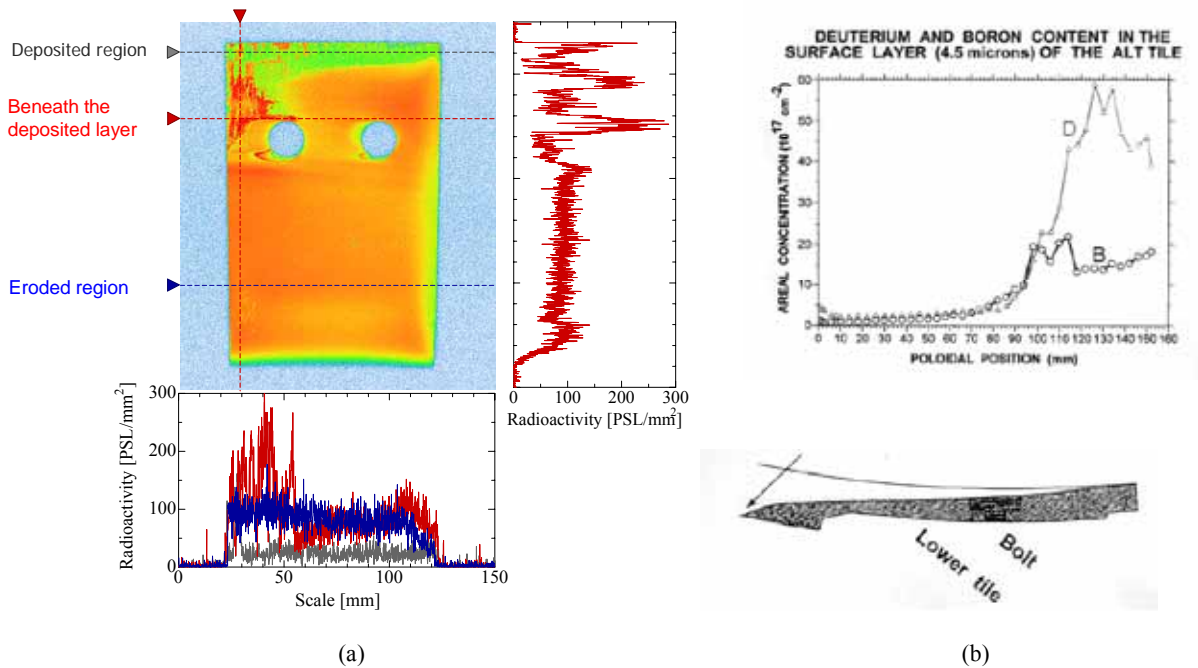 Deposited region
Beneath the
deposited layer
Eroded region
0 100 200 300
Radioactivity [PSL/mm²]
300
200
100
0
Radioactivity [PSL/mm²]
0 50 100 150
Scale [mm]
(a)
DEUTERIUM AND BORON CONTENT IN THE
SURFACE LAYER (4.5 microns) OF THE ALT TILE
60
50
40
30
20
10
0
AREAL CONCENTRATION (10¹⁷ cm⁻²)
D
B
0 10 20 30 40 50 60 70 80 90 100 110 120 130 140 150 160
POLOIDIAL POSITION (mm)
Bolt
Lower tile
(b)